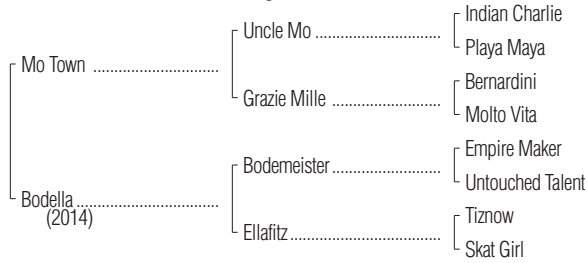 Indian Charlie
Uncle Mo
Playa Maya
Mo Town
Bernardini
Grazie Mille
Molto Vita
Empire Maker
Bodemeister
Untouched Talent
Bodella
(2014)
Tiznow
Ellafitz
Skat Girl